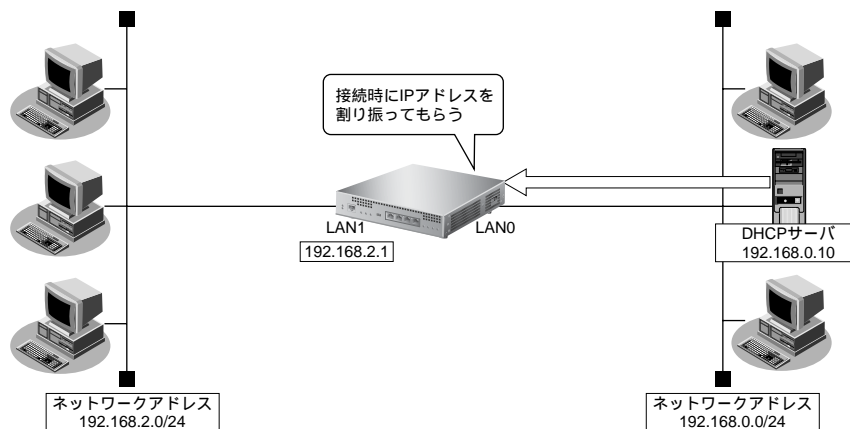 接続時にIPアドレスを
割り振ってもらう
LAN1
LAN0
192.168.2.1
DHCPサーバ
192.168.0.10
ネットワークアドレス
192.168.2.0/24
ネットワークアドレス
192.168.0.0/24